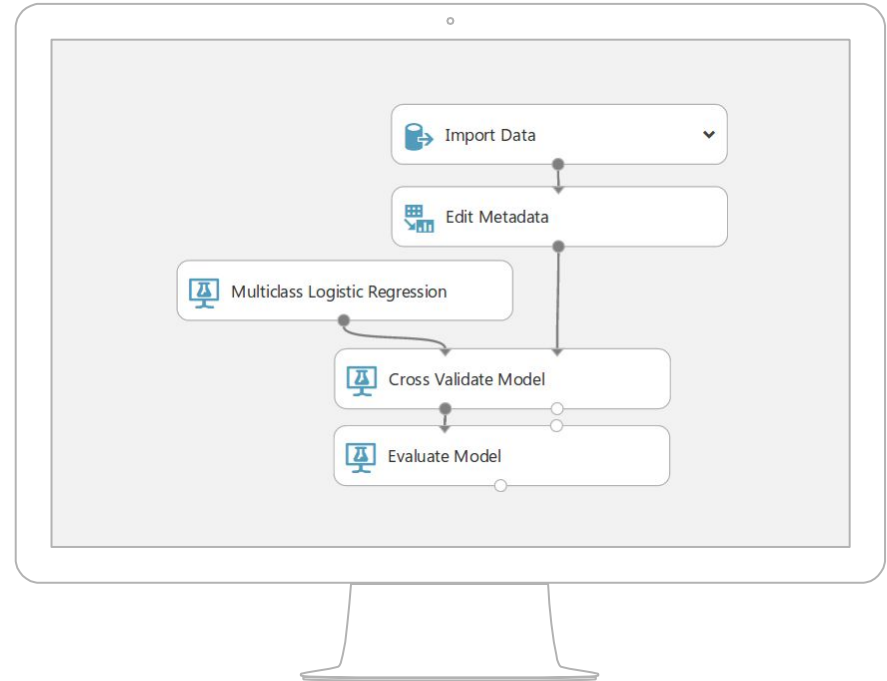 Import Data
Edit Metadata
Multiclass Logistic Regression
Cross Validate Model
Evaluate Model